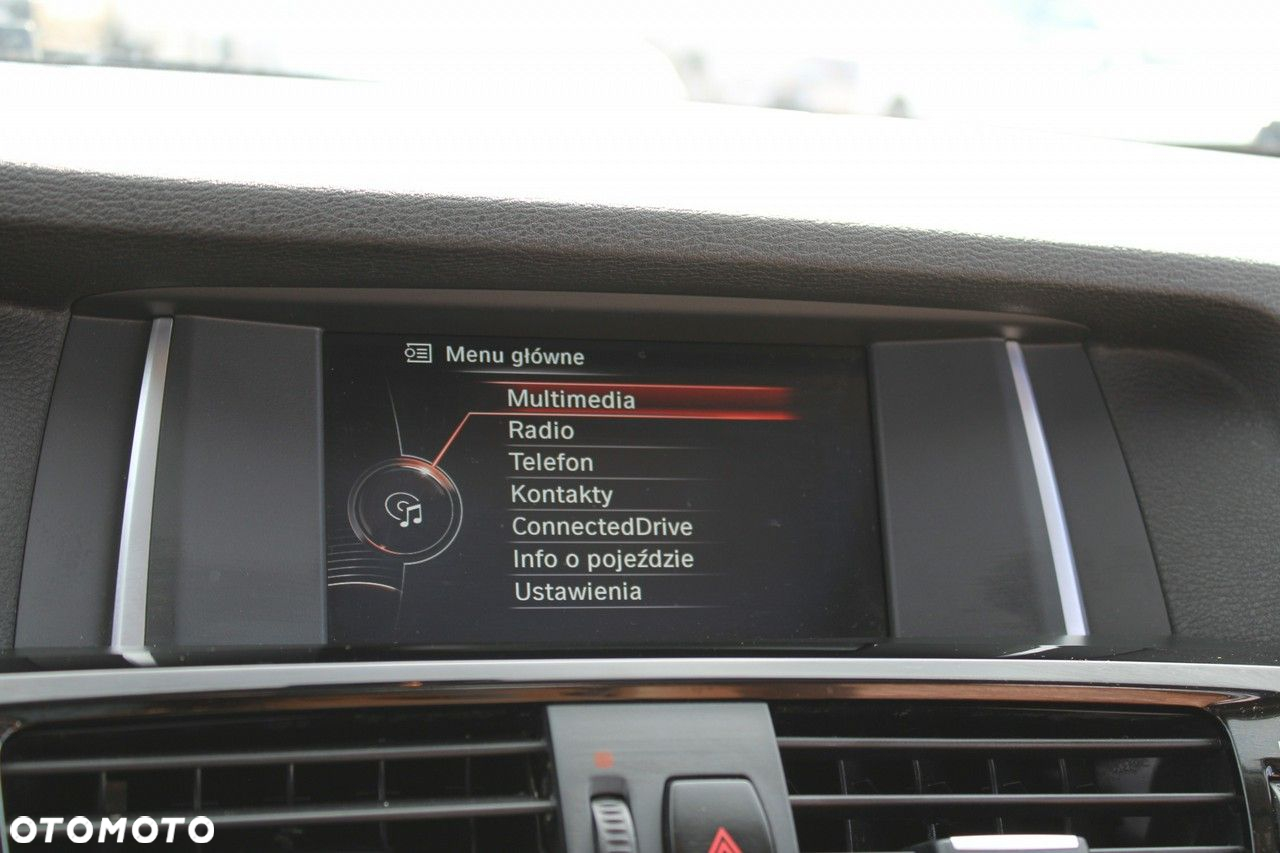 Menu główne
Multimedia
Radio
Telefon
Kontakty
ConnectedDrive
Info o pojeździe
Ustawienia
OTOMOTO